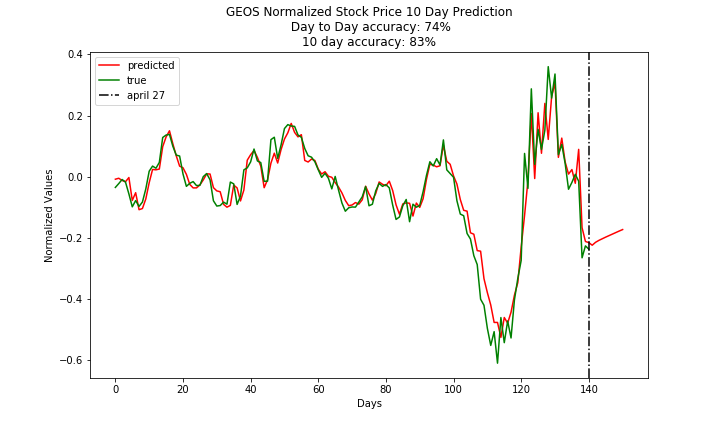 GEOS Normalized Stock Price 10 Day Prediction
Day to Day accuracy: 74%
10 day accuracy: 83%
predicted
true
april 27
Normalized Values
0.4
0.2
0.0
−0.2
−0.4
−0.6
0
20
40
60
80
100
120
140
Days